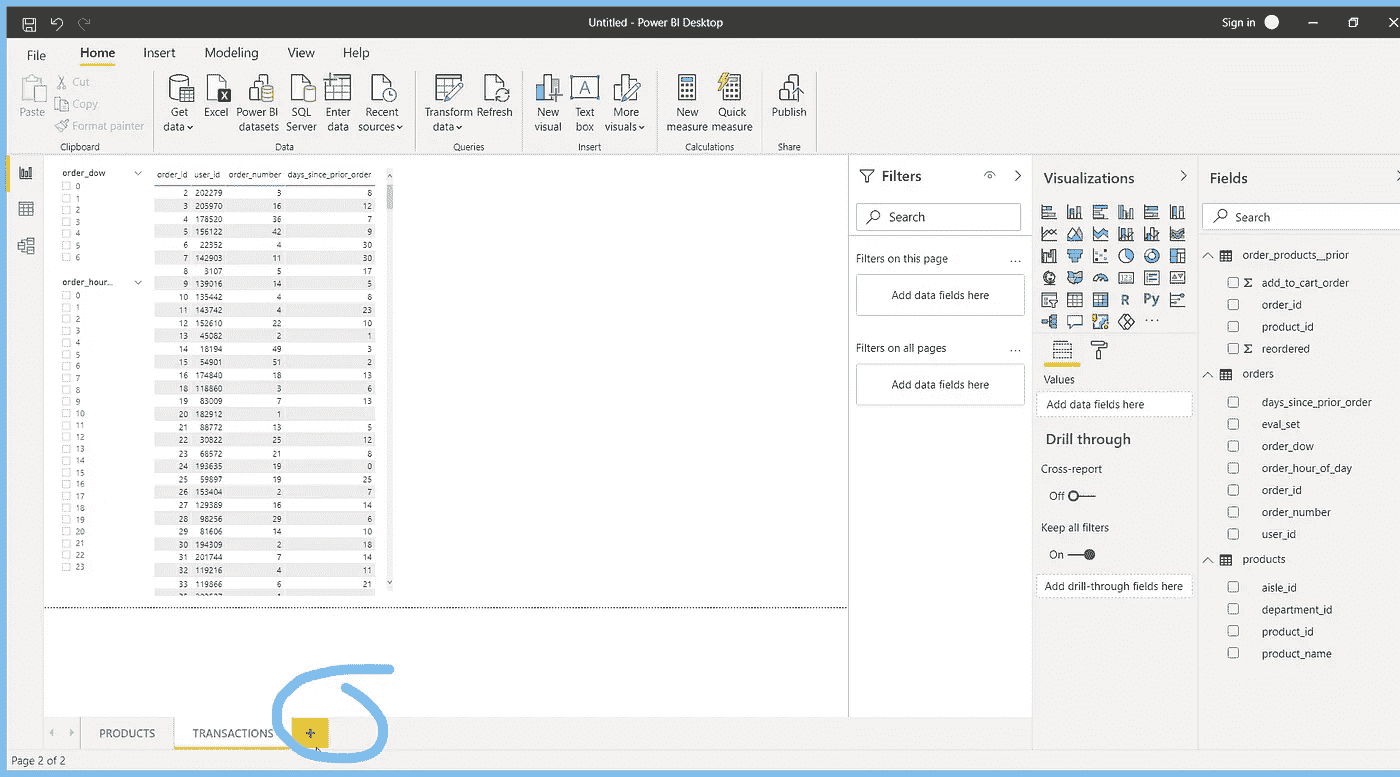 Untitled - Power BI Desktop
Sign in
File
Home
Insert
Modeling
View
Help
Paste
Cut
Copy
Format painter
Clipboard
Get data
Excel
Power BI datasets
SQL Server
Enter data
Recent sources
Data
Transform data
Refresh
Queries
New visual
Text box
More visuals
Insert
New measure
Quick measure
Calculations
Publish
Share
order_dow
0
1
2
3
4
5
6
order_hour...
0
1
2
3
4
5
6
7
8
9
10
11
12
13
14
15
16
17
18
19
20
21
22
23
order_id user_id order_number days_since_prior_order
2 202279 3 8
3 205970 16 12
4 178520 36 7
5 156122 42 9
6 22352 4 30
7 142903 11 30
8 3107 5 17
9 139016 14 5
10 135442 4 8
11 143742 4 23
12 152610 22 10
13 45082 2 1
14 18194 49 3
15 54901 51 2
16 174840 18 13
18 118860 3 6
19 83009 7 13
20 182912 1
21 88772 13 5
22 30822 25 12
23 68572 21 8
24 193635 19 0
25 59897 19 25
26 153404 2 7
27 129389 16 14
28 98256 29 6
29 81606 14 10
30 194309 2 18
31 201744 7 14
32 119216 4 11
33 119866 6 21
Filters
Search
Filters on this page
...
Add data fields here
Filters on all pages
...
Add data fields here
Visualizations
123
R
Py
...
Values
Add data fields here
Drill through
Cross-report
Off
Keep all filters
On
Add drill-through fields here
Fields
Search
order_products__prior
Σ add_to_cart_order
order_id
product_id
Σ reordered
orders
days_since_prior_order
eval_set
order_dow
order_hour_of_day
order_id
order_number
user_id
products
aisle_id
department_id
product_id
product_name
PRODUCTS
TRANSACTIONS
+
Page 2 of 2